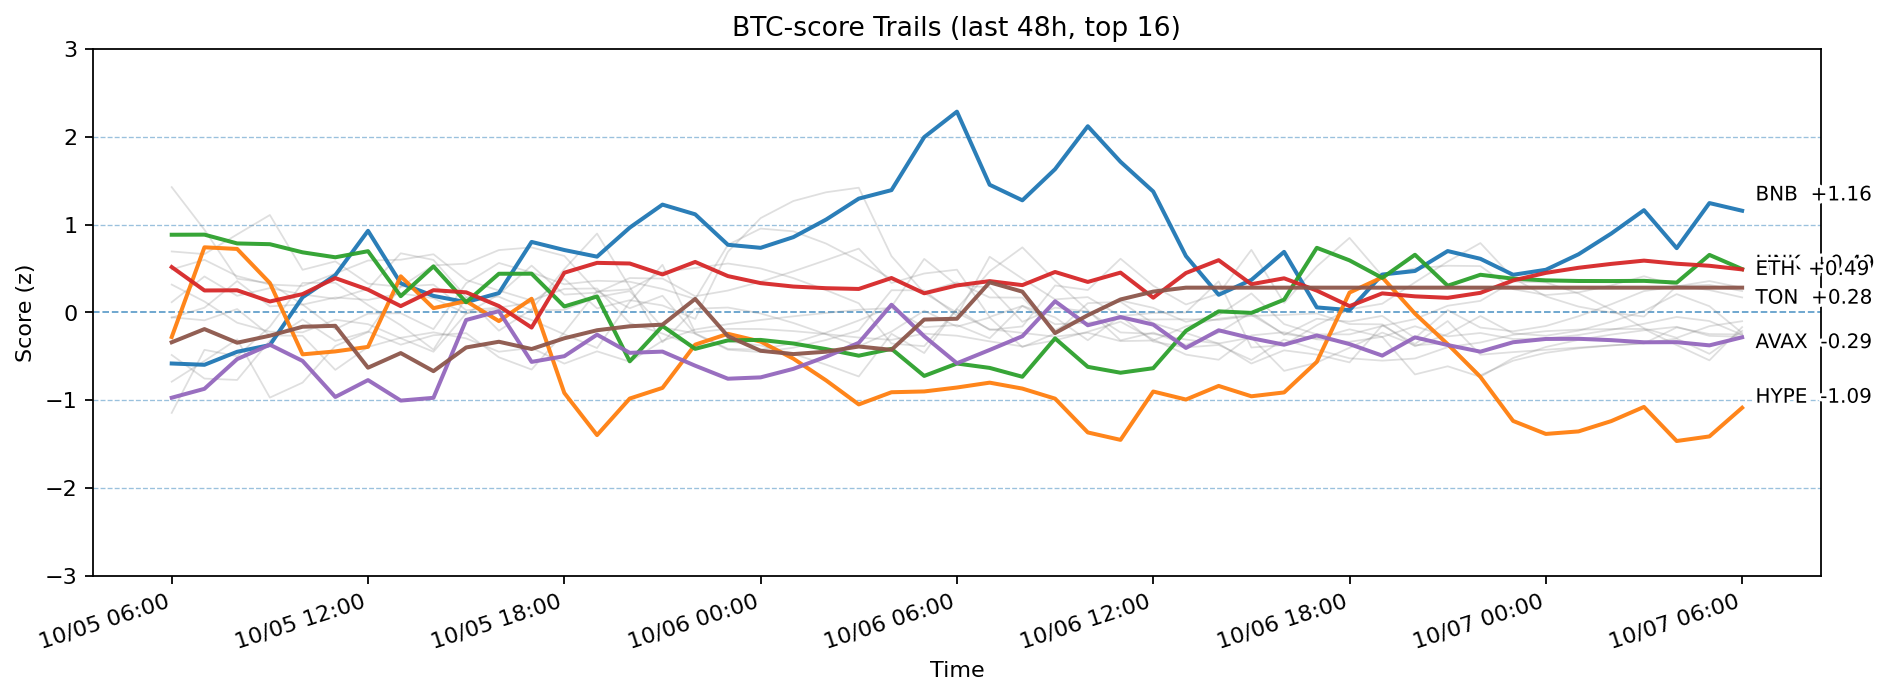 BTC-score Trails (last 48h, top 16)
Score (z)
3
2
1
0
−1
−2
−3
BNB +1.16
ETH +0.49
TON +0.28
AVAX -0.29
HYPE -1.09
10/05 06:00
10/05 12:00
10/05 18:00
10/06 00:00
10/06 06:00
10/06 12:00
10/06 18:00
10/07 00:00
10/07 06:00
Time